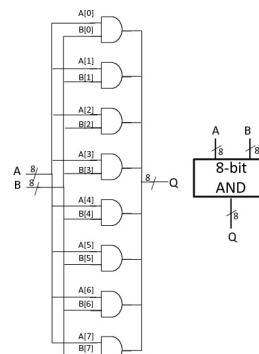 A[0]
B[0]
A[1]
B[1]
A[2]
B[2]
A[3]
B[3]
A 8
B 8
A[4]
B[4]
A[5]
B[5]
A[6]
B[6]
A[7]
B[7]
8 Q
A B
8 8
8-bit
AND
8
Q